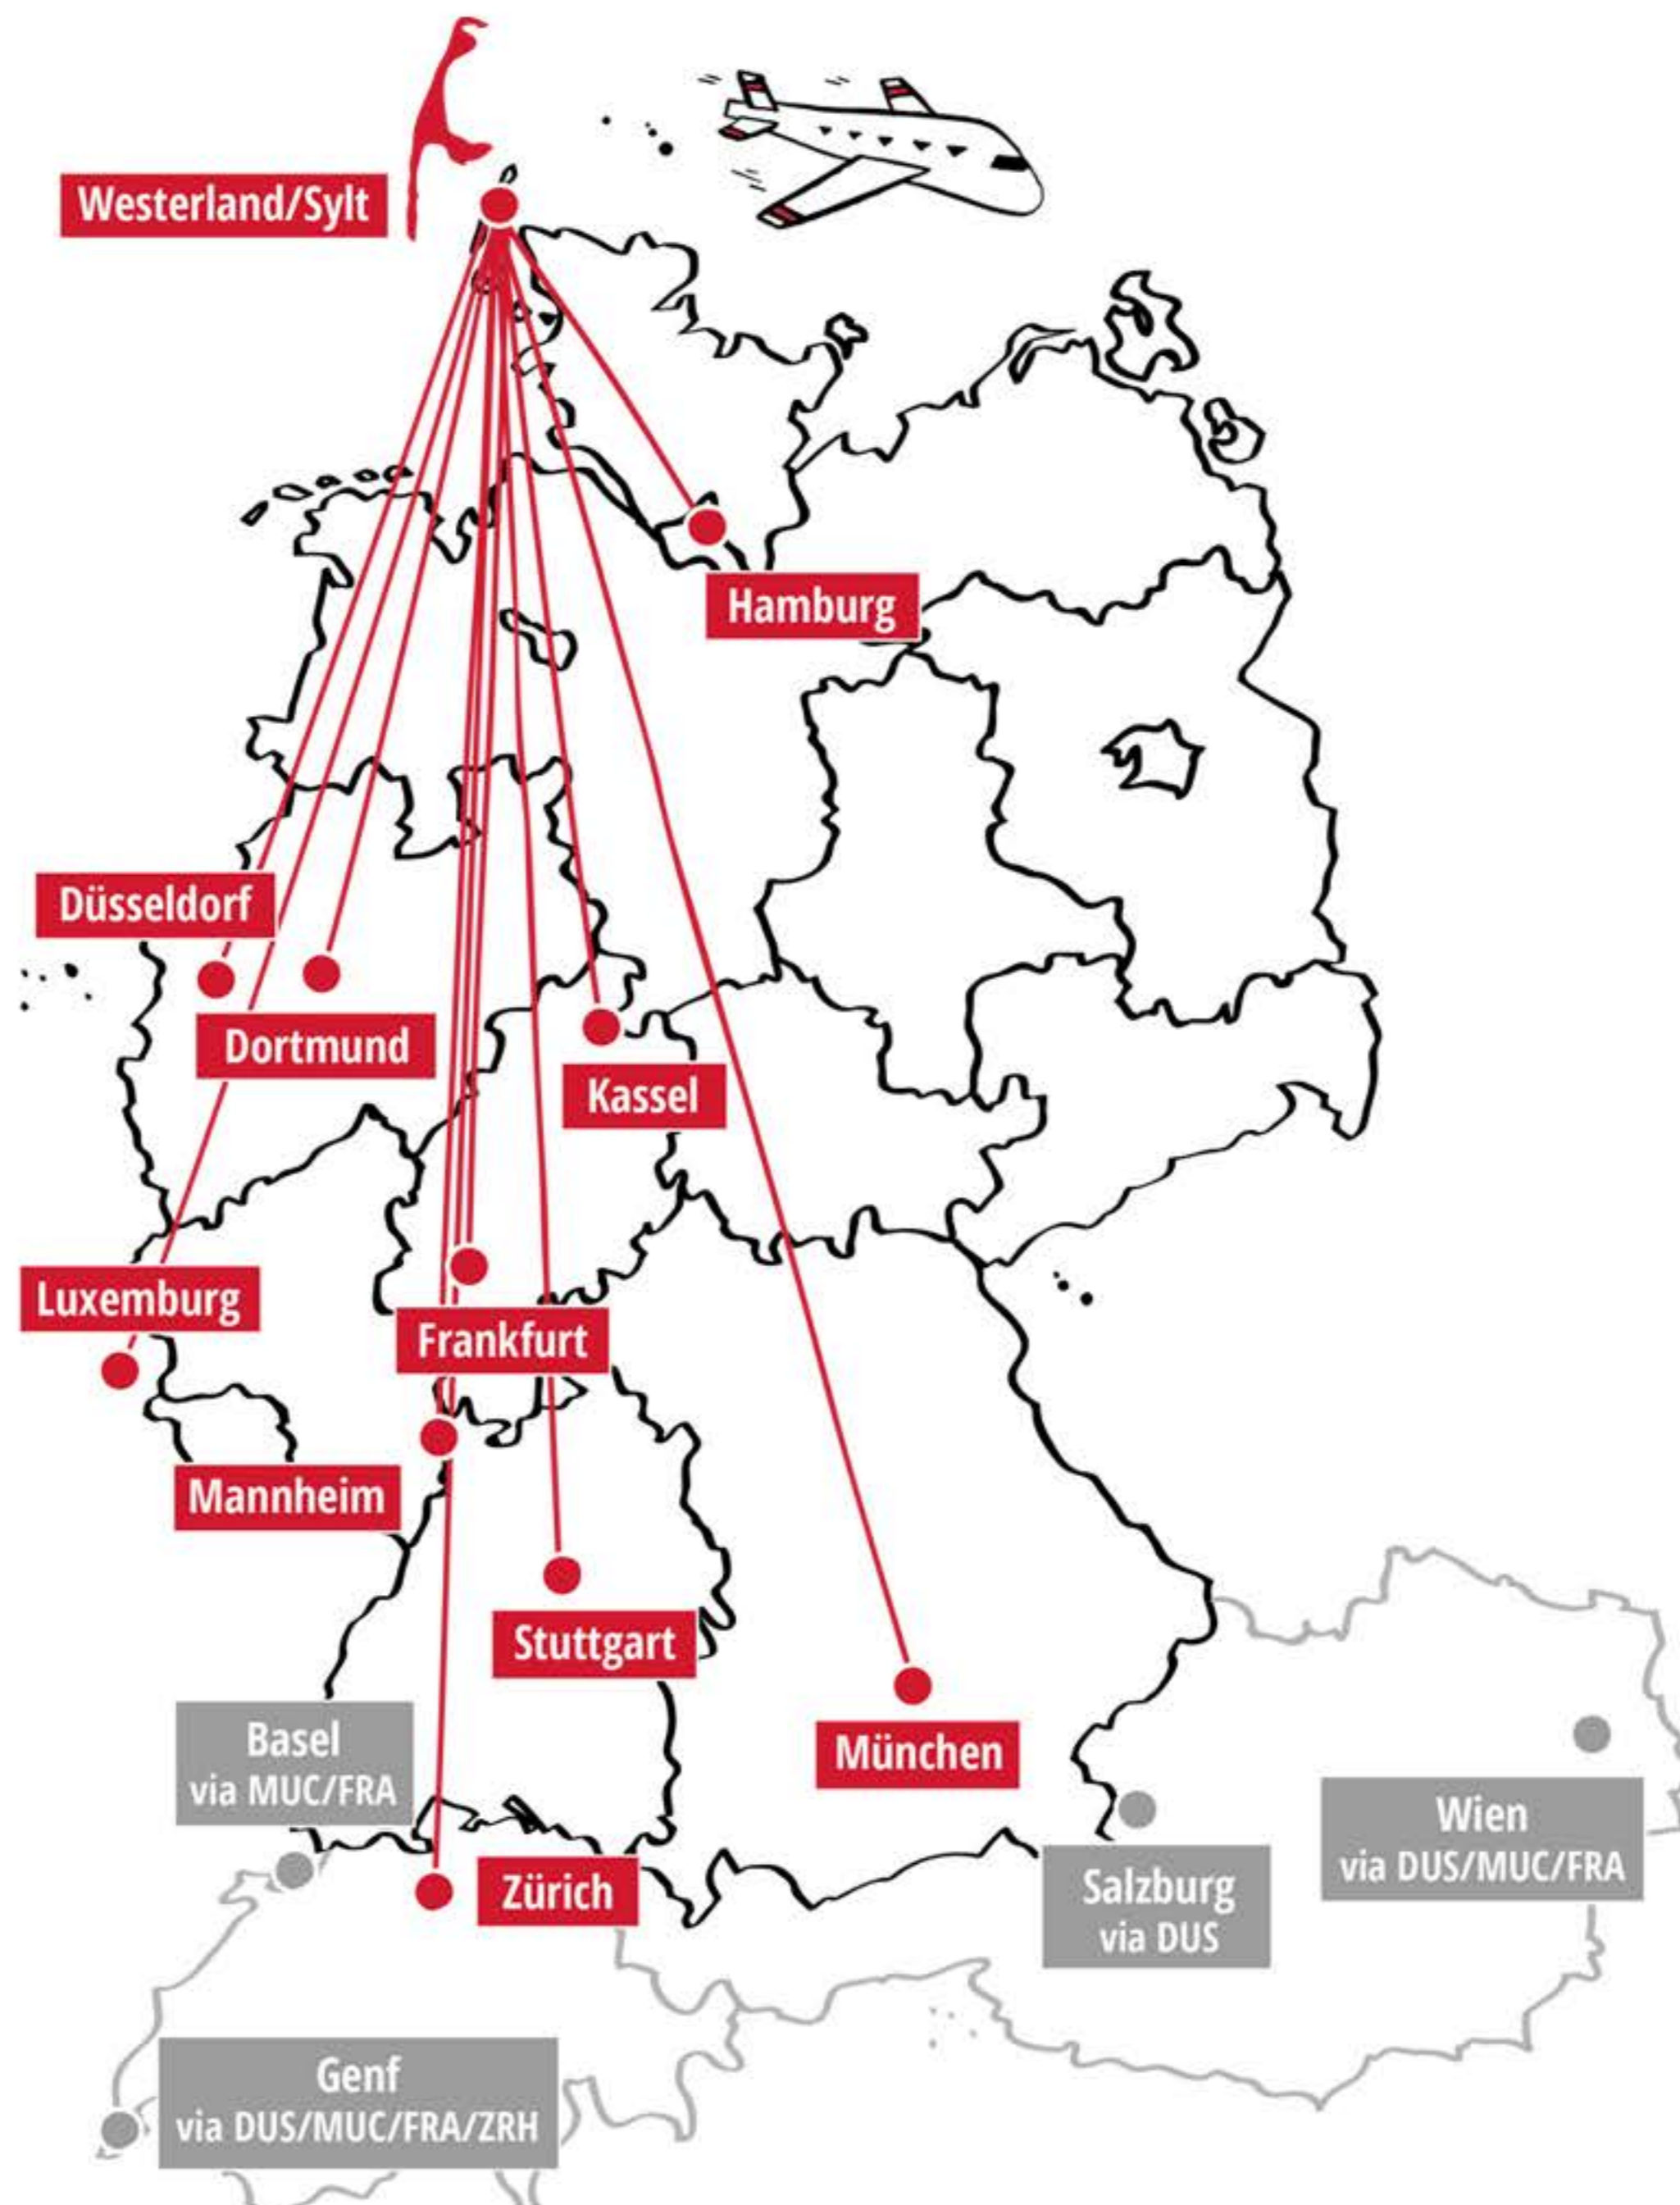 Westerland/Sylt
Hamburg
Düsseldorf
Dortmund
Kassel
Luxemburg
Frankfurt
Mannheim
Stuttgart
Basel
via MUC/FRA
München
Wien
via DUS/MUC/FRA
Zürich
Salzburg
via DUS
Genf
via DUS/MUC/FRA/ZRH